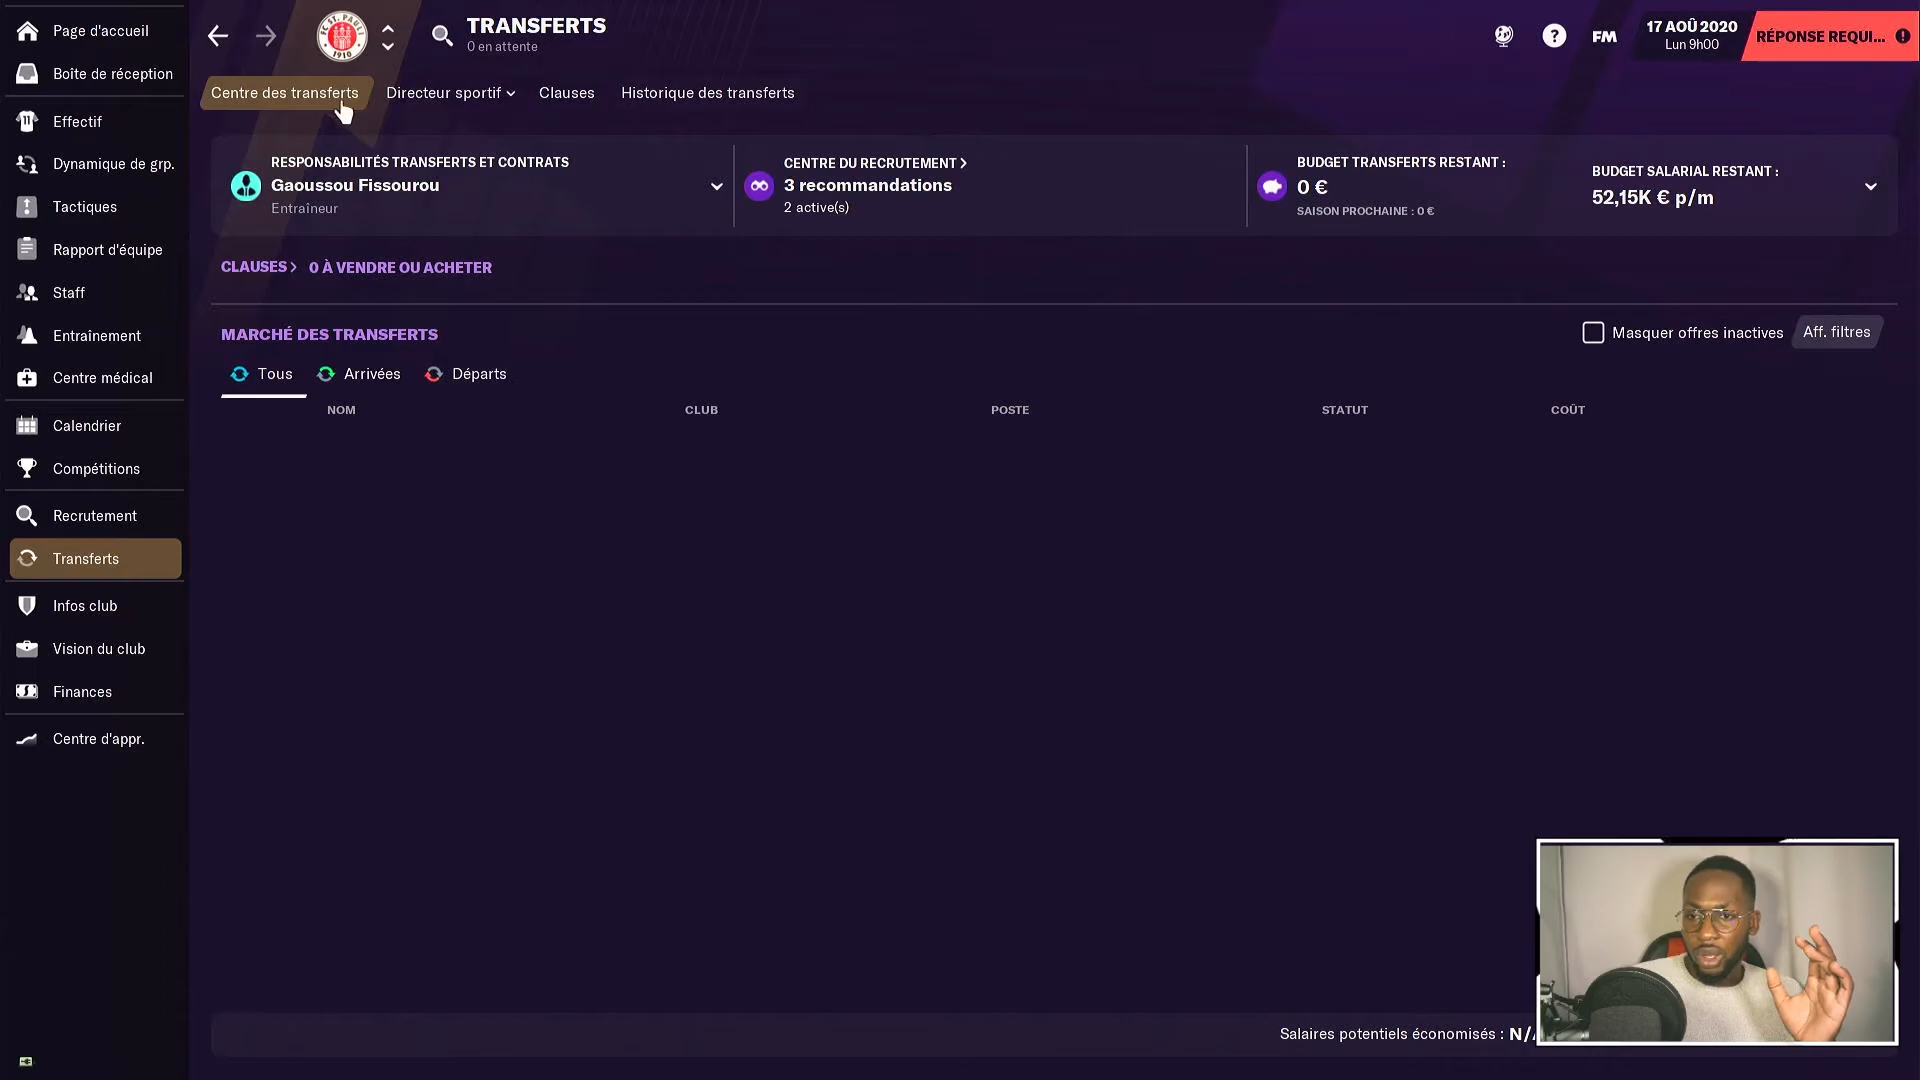 Page d'accueil
Boîte de réception
Effectif
Dynamique de grp.
Tactiques
Rapport d'équipe
Staff
Entraînement
Centre médical
Calendrier
Compétitions
Recrutement
Transferts
Infos club
Vision du club
Finances
Centre d'appr.
FC ST. PAULI
1910
TRANSFERTS
0 en attente
FM
17 AOÛ 2020
Lun 9h00
RÉPONSE REQUI...
Centre des transferts
Directeur sportif
Clauses
Historique des transferts
RESPONSABILITÉS TRANSFERTS ET CONTRATS
Gaoussou Fissourou
Entraîneur
CENTRE DU RECRUTEMENT >
3 recommandations
2 active(s)
BUDGET TRANSFERTS RESTANT :
0 €
SAISON PROCHAINE : 0 €
BUDGET SALARIAL RESTANT :
52,15K € p/m
CLAUSES > 0 À VENDRE OU ACHETER
MARCHÉ DES TRANSFERTS
Masquer offres inactives
Aff. filtres
Tous
Arrivées
Départs
NOM CLUB POSTE STATUT COÛT
Salaires potentiels économisés :